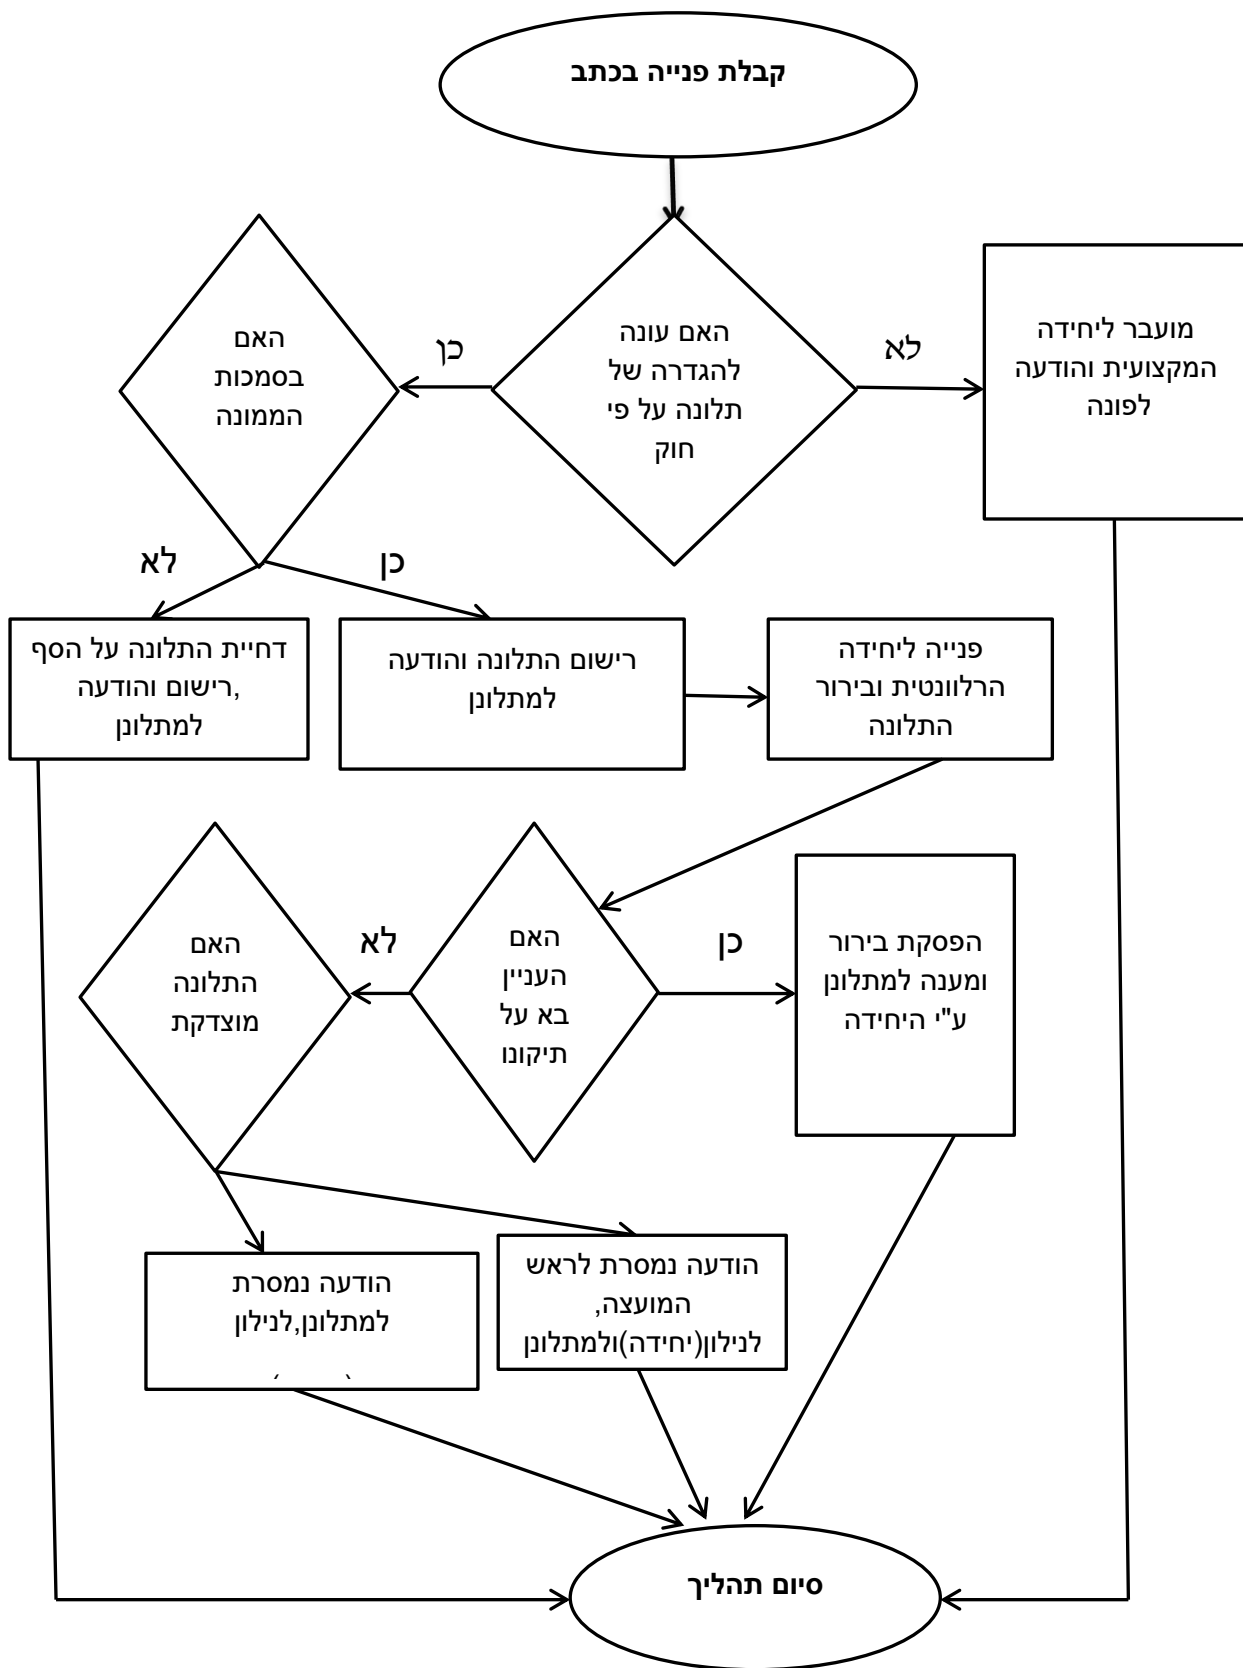 קבלת פנייה בכתב
האם עונה
להגדרה של
תלונה על פי
חוק
לא
מועבר ליחידה
המקצועית והודעה
לפונה
כן
האם
בסמכות
הממונה
לא
דחיית התלונה על הסף
,רישום והודעה
למתלונן
כן
רישום התלונה והודעה
למתלונן
פנייה ליחידה
הרלוונטית ובירור
התלונה
האם
העניין
בא על
תיקונו
כן
הפסקת בירור
ומענה למתלונן
ע"י היחידה
לא
האם
התלונה
מוצדקת
הודעה נמסרת לראש
המועצה,
לנילון(יחידה)ולמתלונן
הודעה נמסרת
למתלונן,לנילון
סיום תהליך